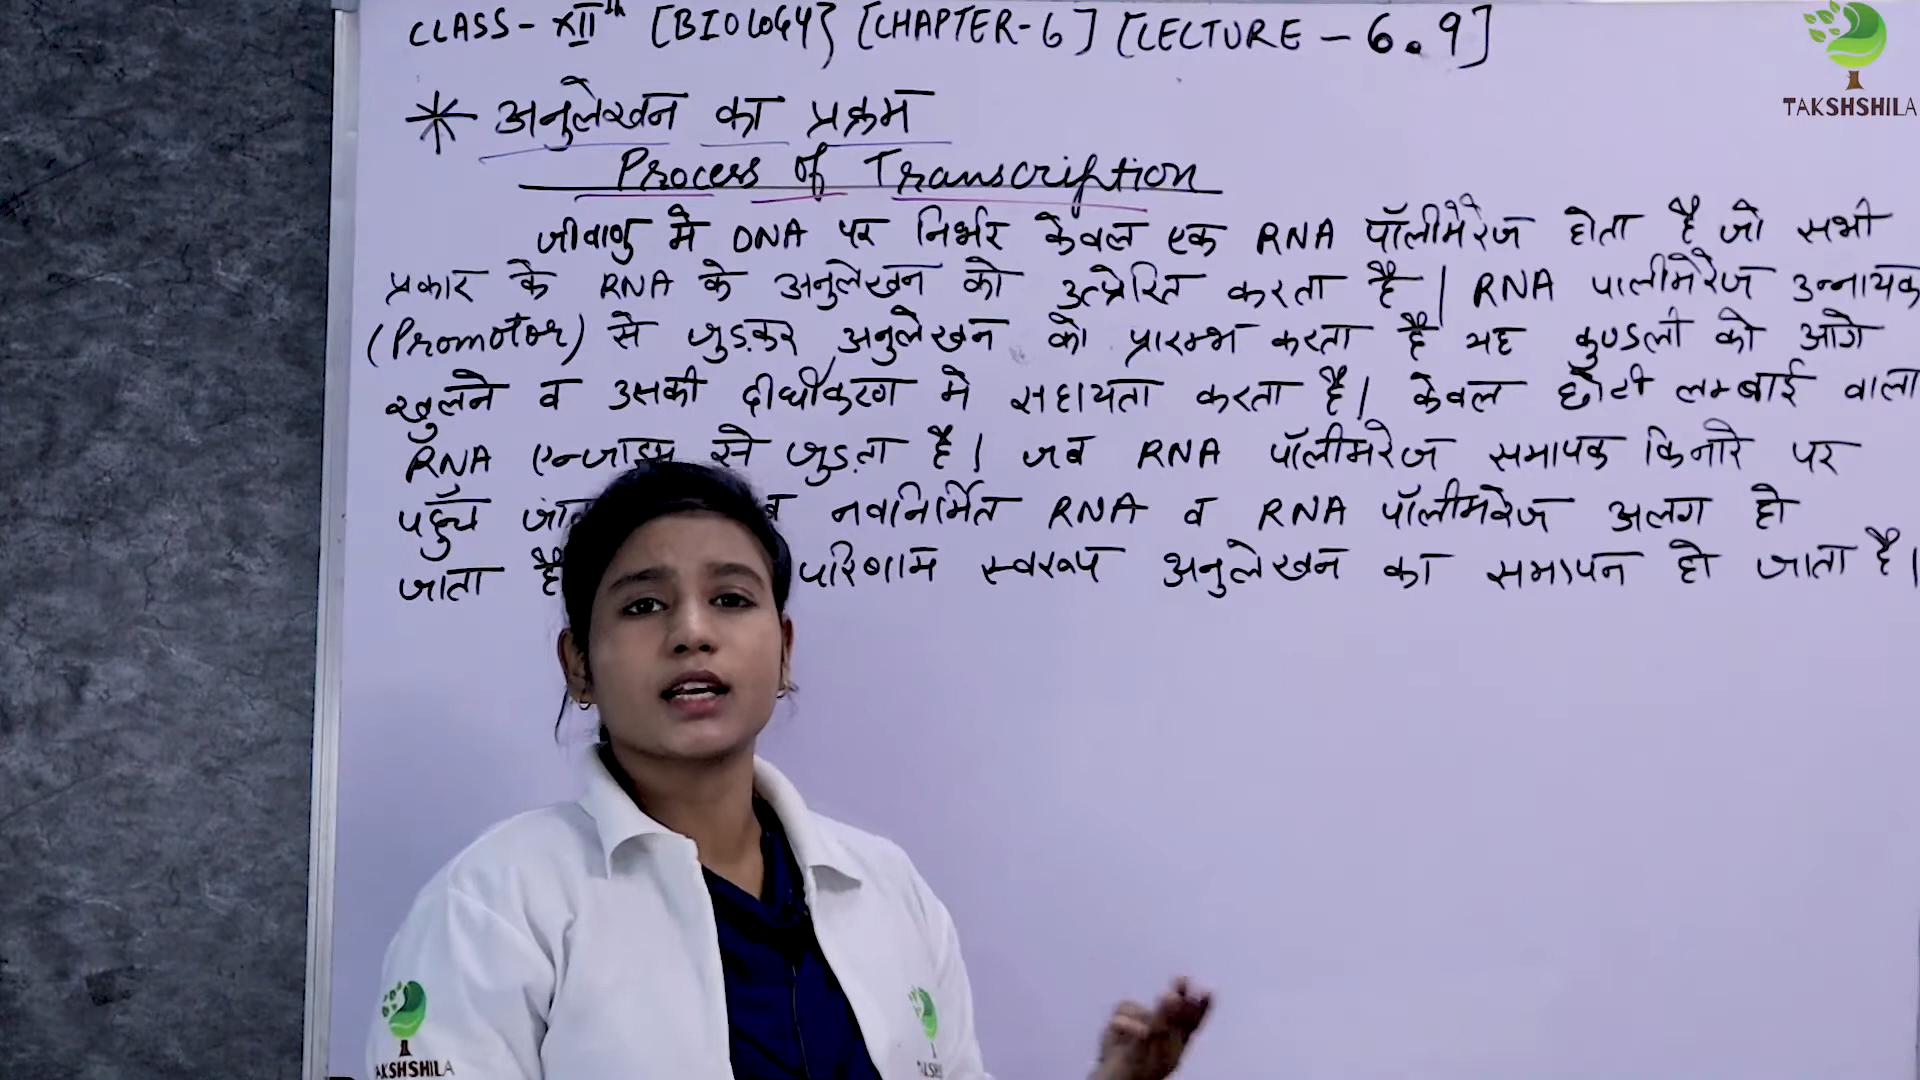 CLASS - XIIth [BIOLOGY} [CHAPTER-6] [LECTURE - 6.9]
TAKSHSHILA
* अनुलेखन का प्रक्रम
Process of Transcription
जीवाणु मे DNA पर निर्भर केवल एक RNA पॉलीमेरेज होता है जो सभी
प्रकार के RNA के अनुलेखन को उत्प्रेरित करता है| RNA पालीमेरेज उन्नायक
(Promotor) से जुड़कर अनुलेखन को प्रारम्भ करता है यह कुण्डली को आगे
खुलने व उसकी दीर्घीकरण मे सहायता करता है| केवल छोटी लम्बाई वाला
RNA एन्जाइम से जुड़ता है| जब RNA पॉलीमरेज समापक किनारे पर
पहुँच नवनिर्मित RNA व RNA पॉलीमरेज अलग हो
जाता है परिणाम स्वरूप अनुलेखन का समापन हो जाता है|
AKSHSHILA